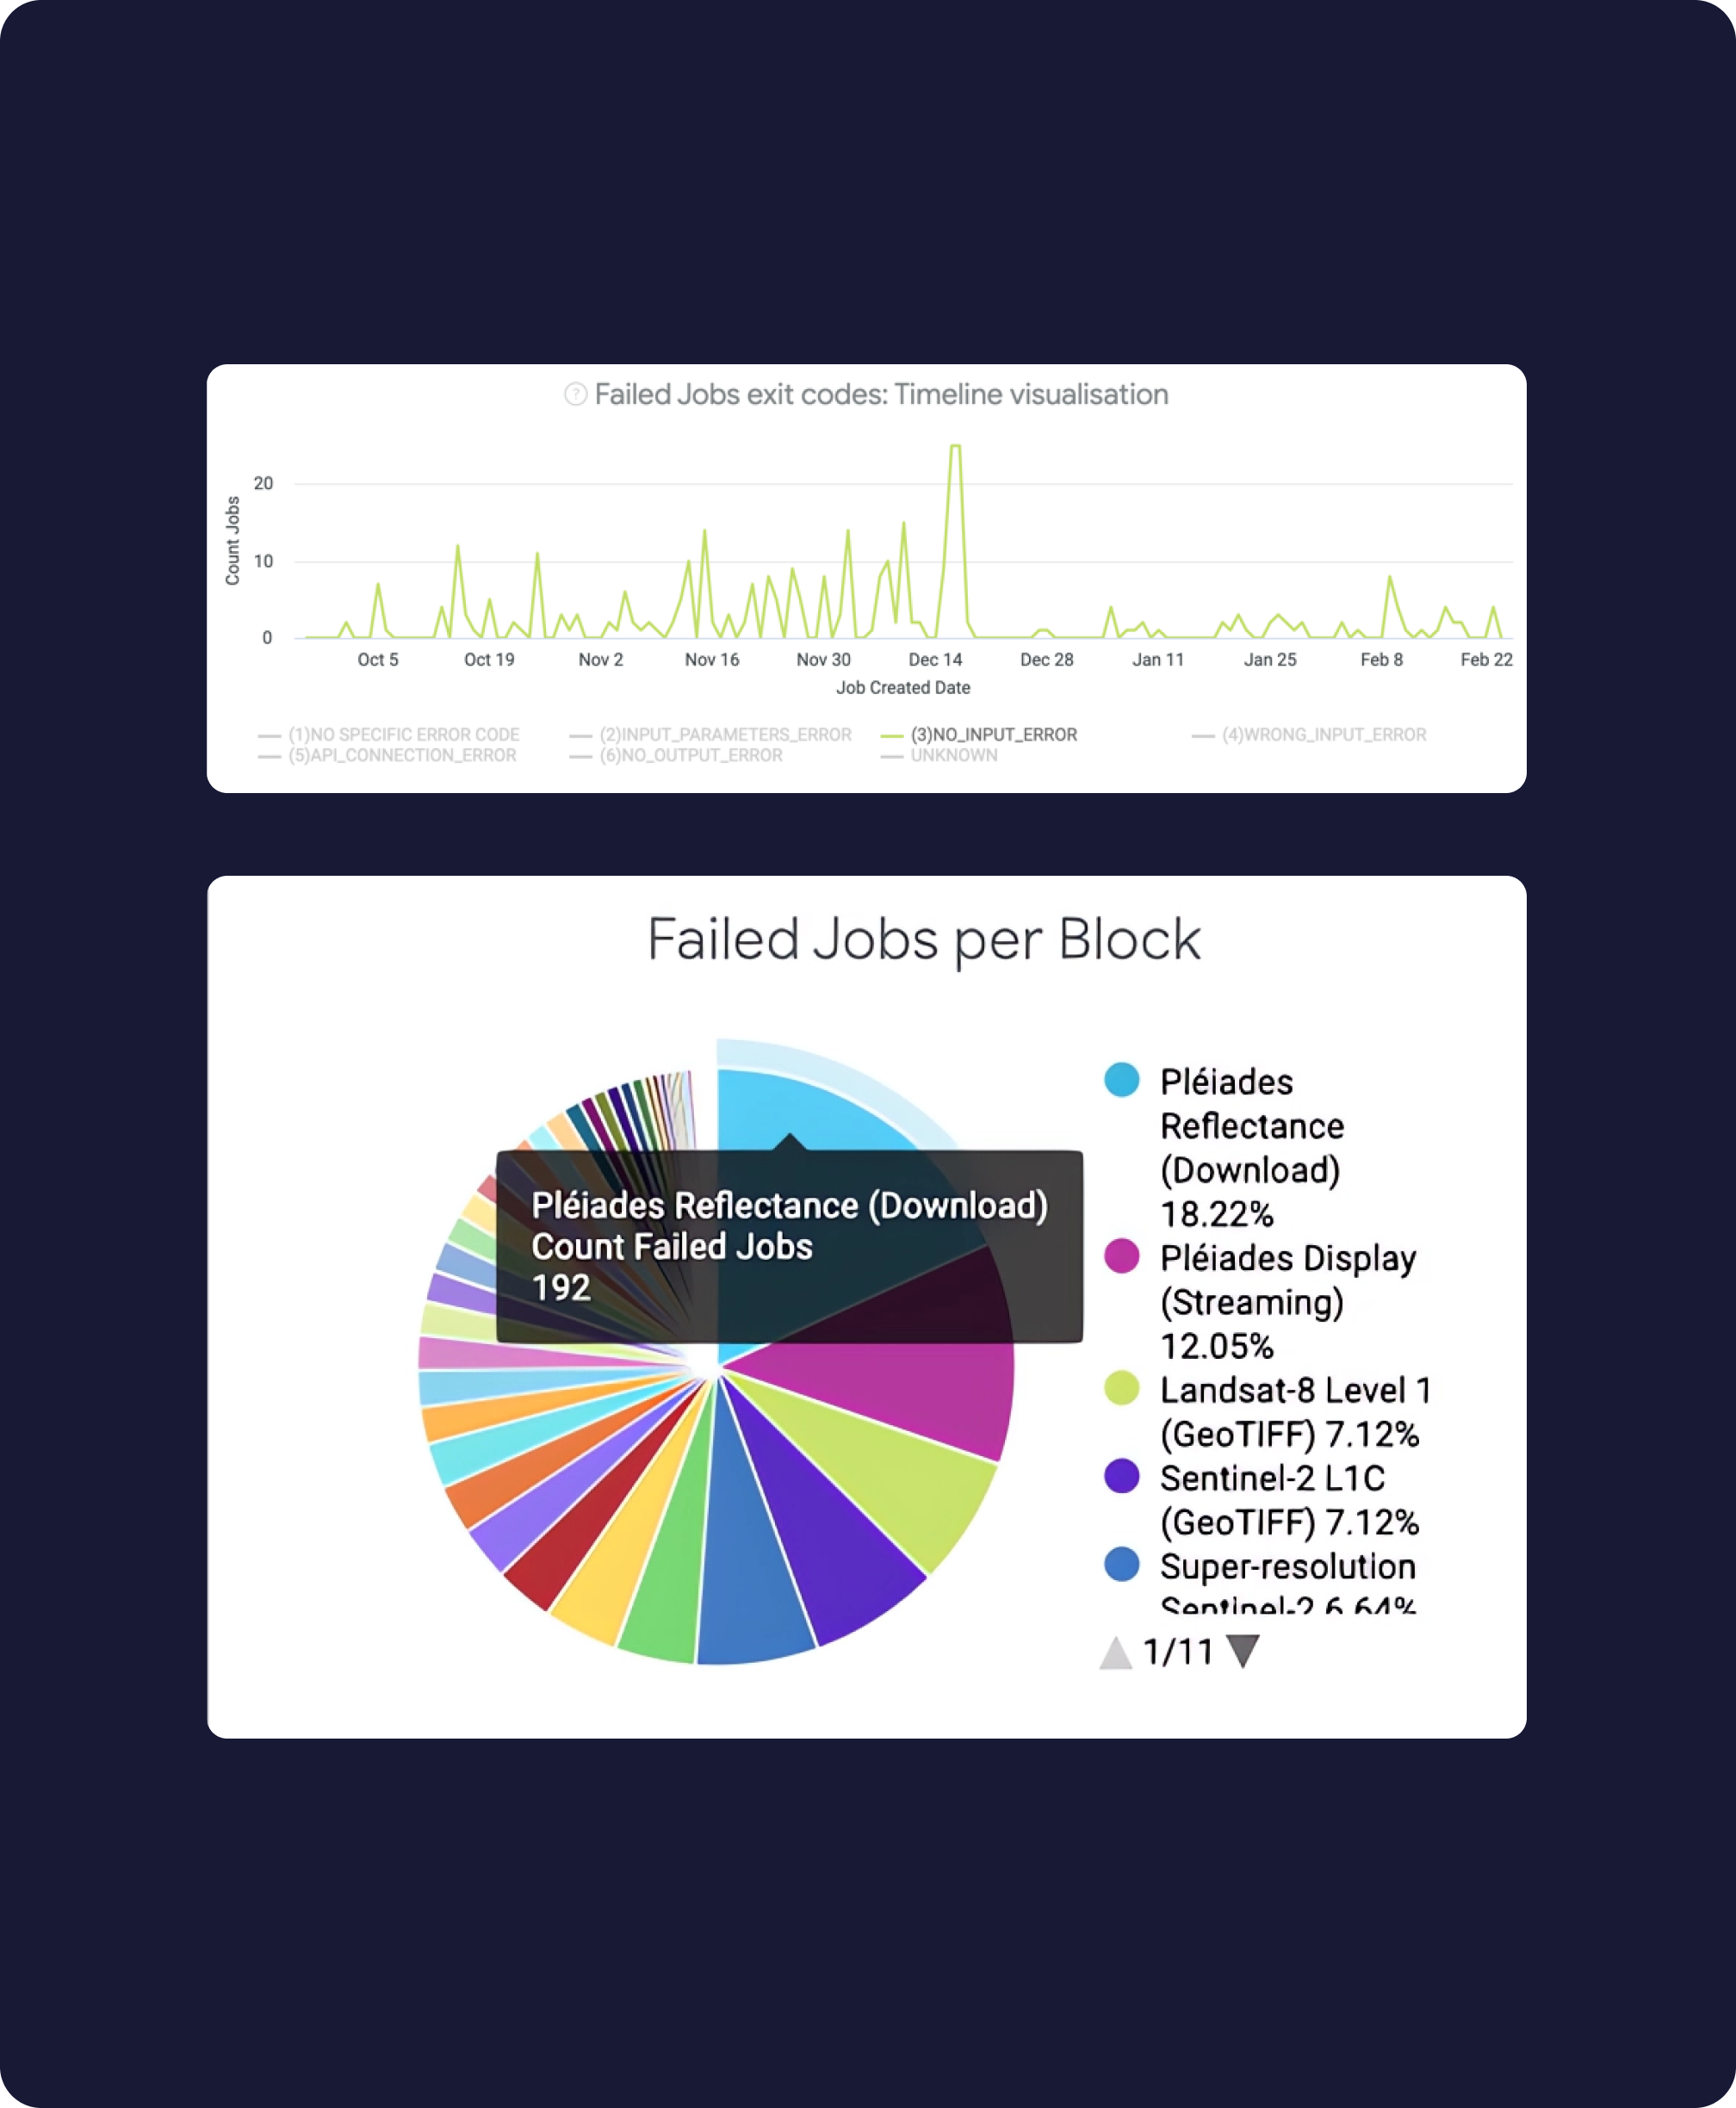 ? Failed Jobs exit codes: Timeline visualisation
Count Jobs
20
10
0
Oct 5 Oct 19 Nov 2 Nov 16 Nov 30 Dec 14 Dec 28 Jan 11 Jan 25 Feb 8 Feb 22
Job Created Date
(1)NO SPECIFIC ERROR CODE (2)INPUT_PARAMETERS_ERROR (3)NO_INPUT_ERROR (4)WRONG_INPUT_ERROR
(5)API_CONNECTION_ERROR (6)NO_OUTPUT_ERROR UNKNOWN
Failed Jobs per Block
Pléiades Reflectance (Download)
Count Failed Jobs
192
Pléiades
Reflectance
(Download)
18.22%
Pléiades Display
(Streaming)
12.05%
Landsat-8 Level 1
(GeoTIFF) 7.12%
Sentinel-2 L1C
(GeoTIFF) 7.12%
Super-resolution
Sentinel-2 6.64%
1/11